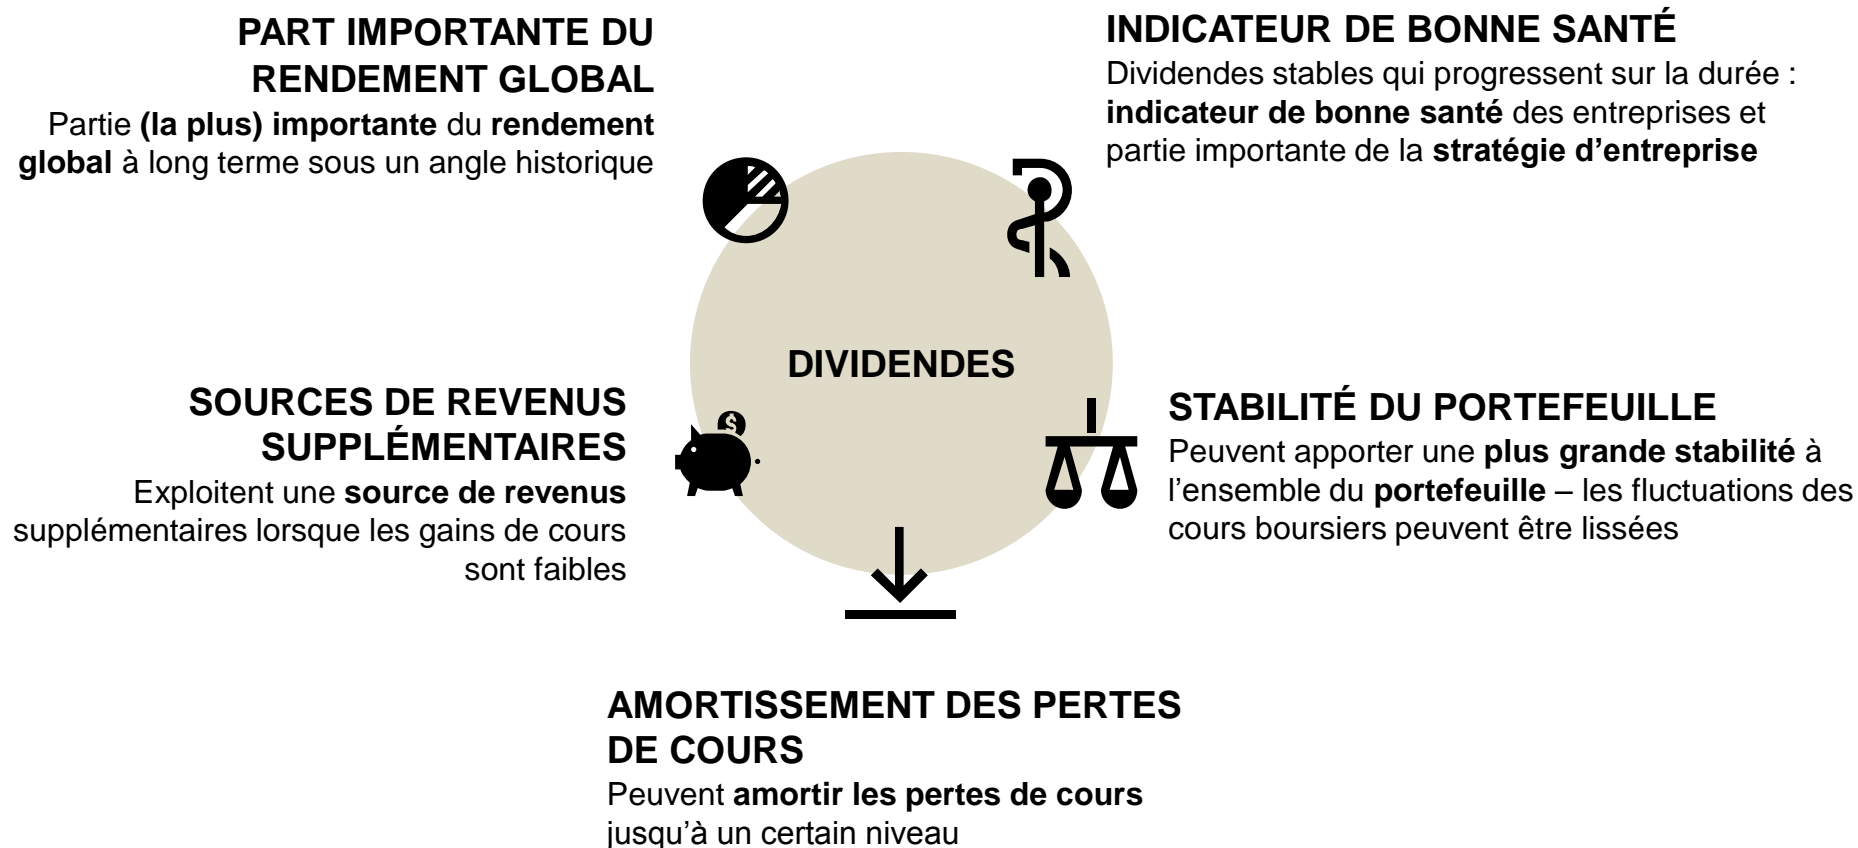 PART IMPORTANTE DU
RENDEMENT GLOBAL
Partie (la plus) importante du rendement
global à long terme sous un angle historique
INDICATEUR DE BONNE SANTÉ
Dividendes stables qui progressent sur la durée :
indicateur de bonne santé des entreprises et
partie importante de la stratégie d’entreprise
DIVIDENDES
SOURCES DE REVENUS
SUPPLÉMENTAIRES
Exploitent une source de revenus
supplémentaires lorsque les gains de cours
sont faibles
$
STABILITÉ DU PORTEFEUILLE
Peuvent apporter une plus grande stabilité à
l’ensemble du portefeuille – les fluctuations des
cours boursiers peuvent être lissées
AMORTISSEMENT DES PERTES
DE COURS
Peuvent amortir les pertes de cours
jusqu’à un certain niveau